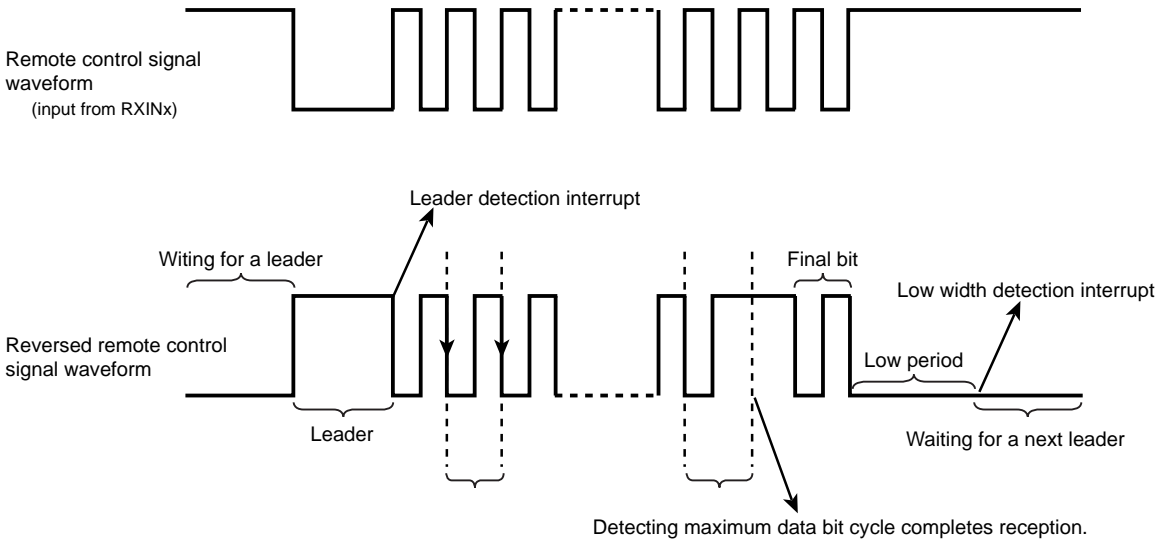 Remote control signal
waveform
(input from RXINx)
Leader detection interrupt
Witing for a leader
Final bit
Low width detection interrupt
Reversed remote control
signal waveform
Low period
Leader
Waiting for a next leader
Detecting maximum data bit cycle completes reception.